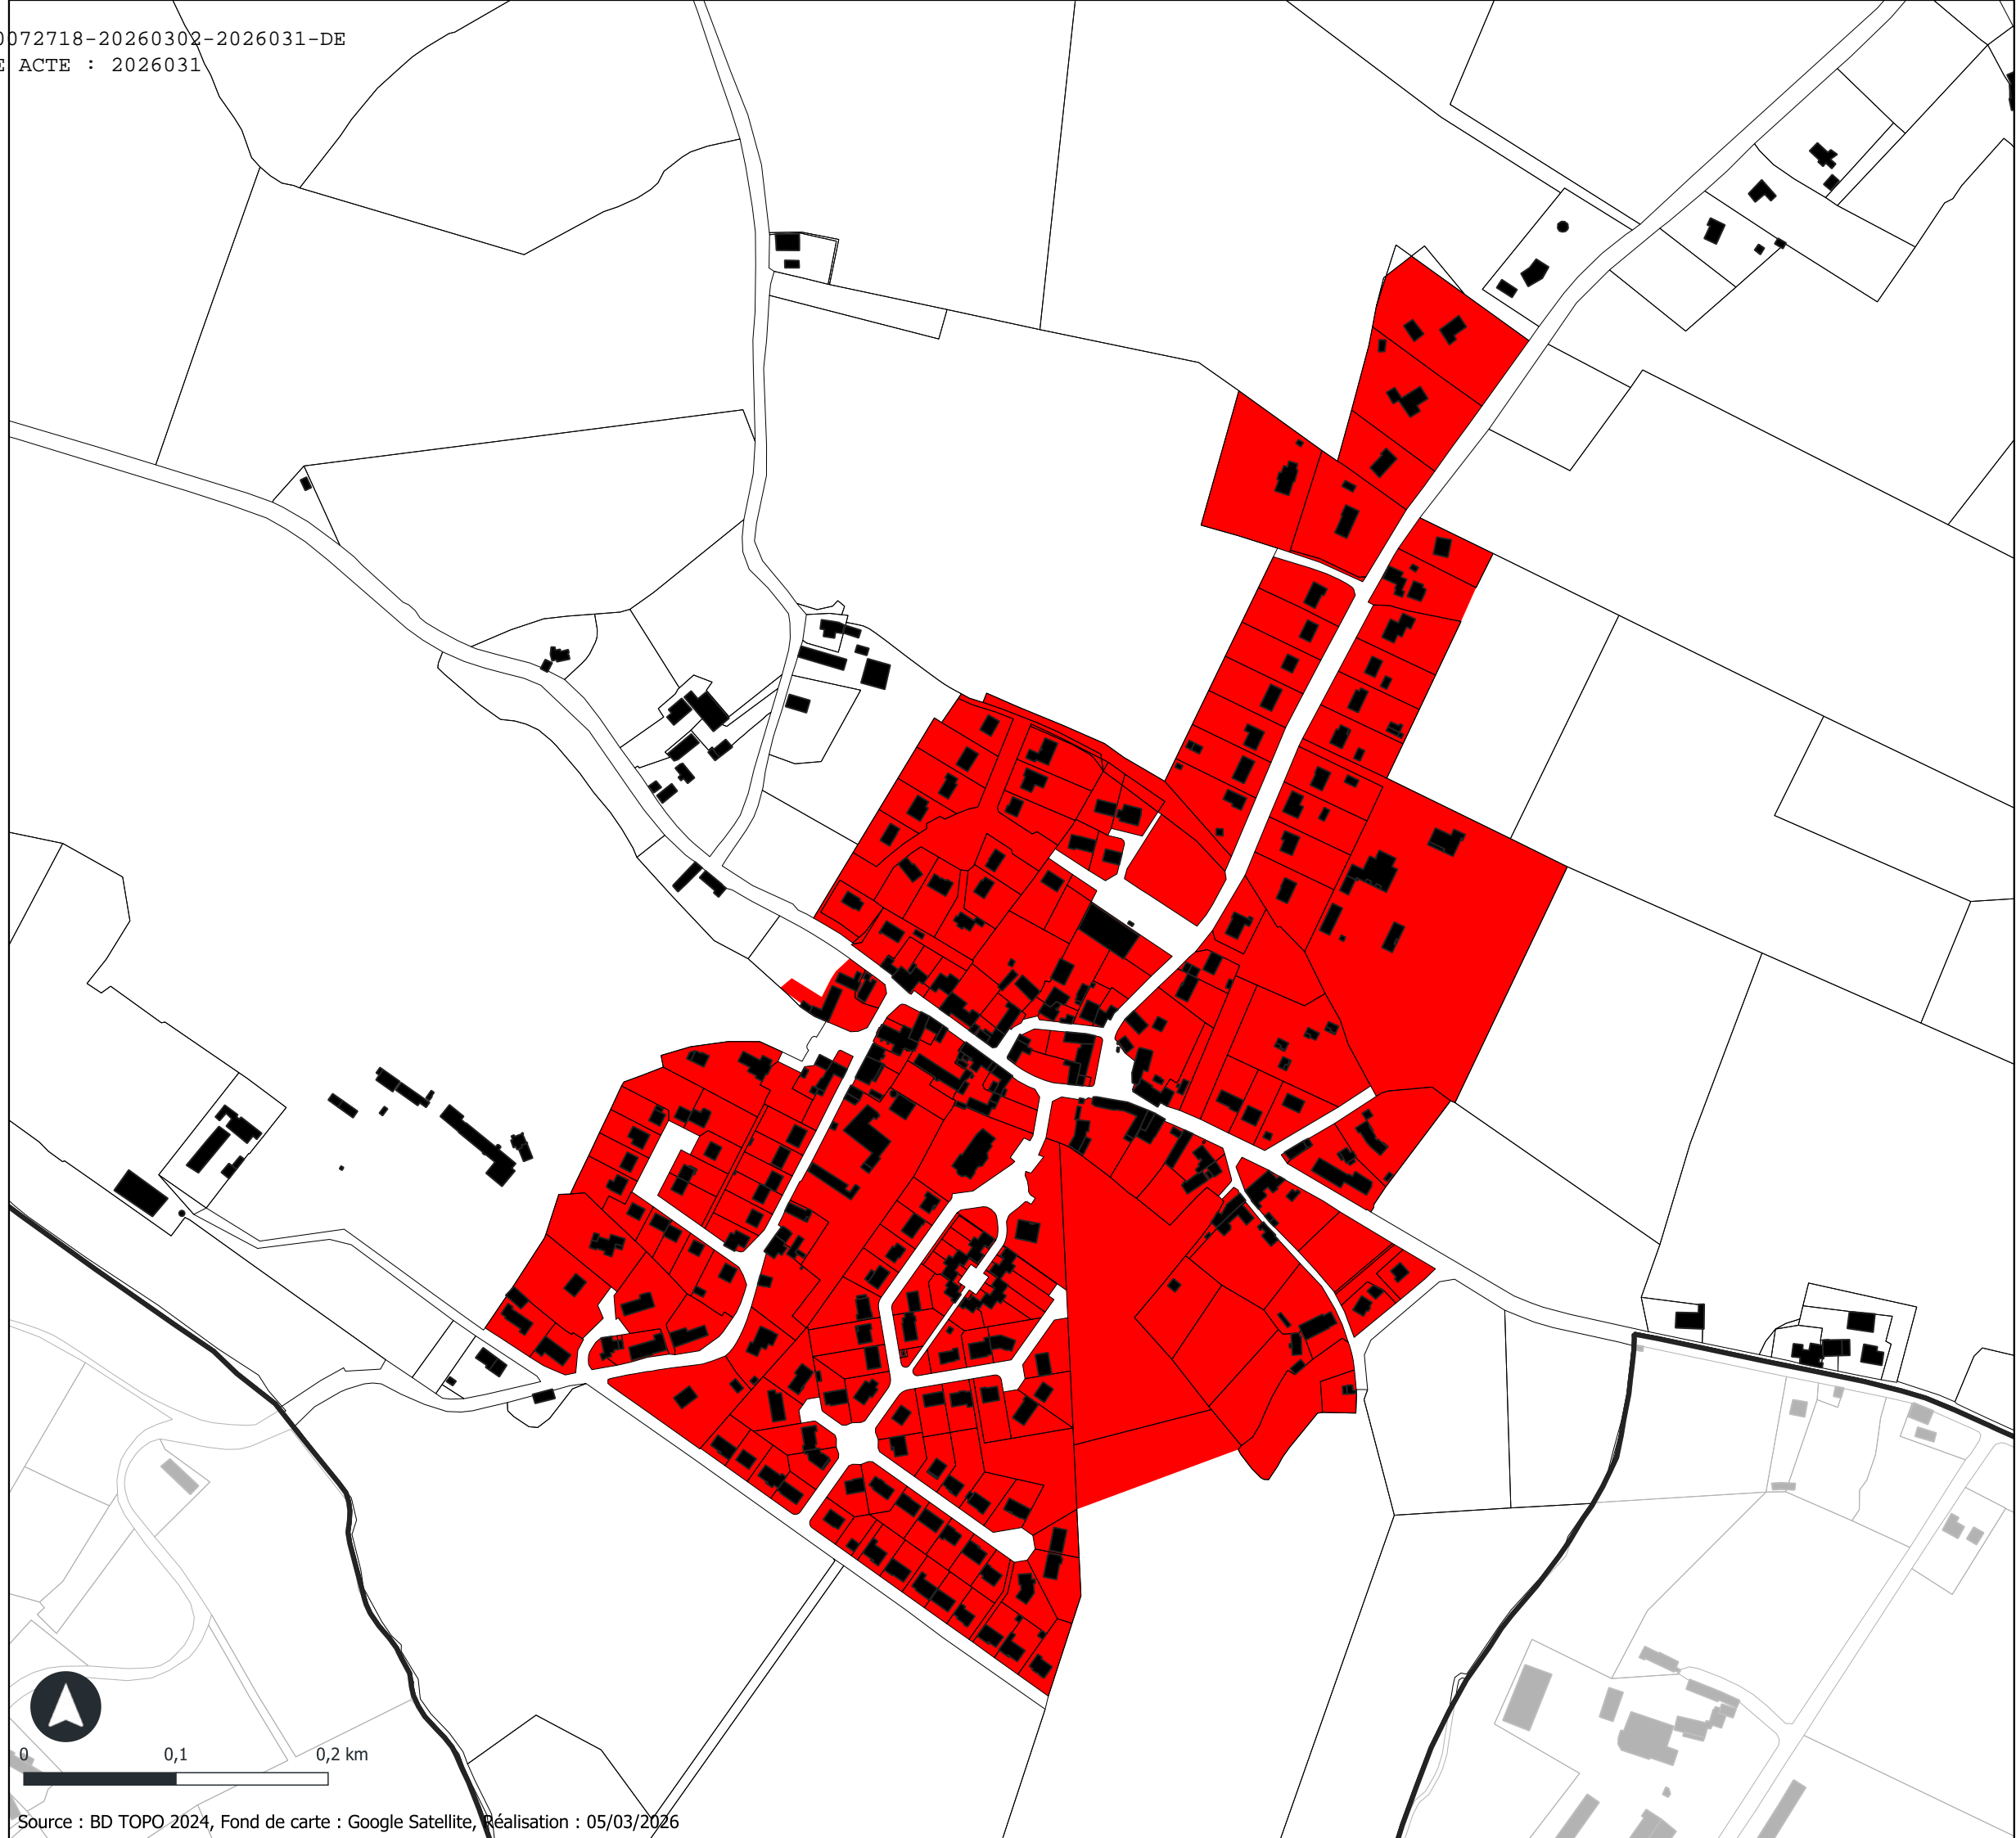 0072718-20260302-2026031-DE
E ACTE : 2026031
0 0,1 0,2 km
Source : BD TOPO 2024, Fond de carte : Google Satellite, Réalisation : 05/03/2026